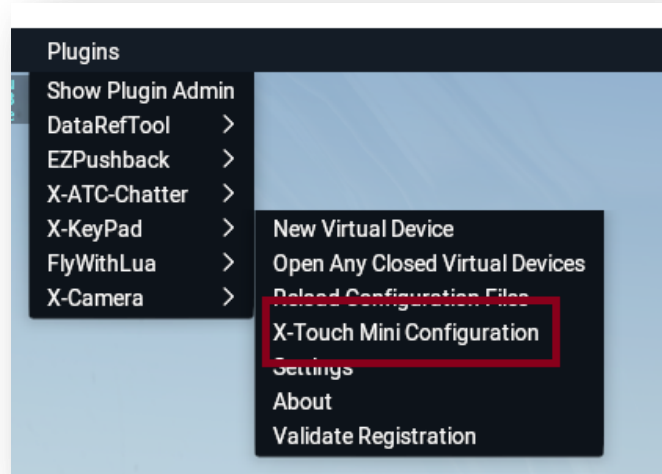 Plugins
Show Plugin Admin
DataRefTool >
EZPushback >
X-ATC-Chatter >
X-KeyPad >
FlyWithLua >
X-Camera >
New Virtual Device
Open Any Closed Virtual Devices
Reload Configuration Files
X-Touch Mini Configuration
Settings
About
Validate Registration